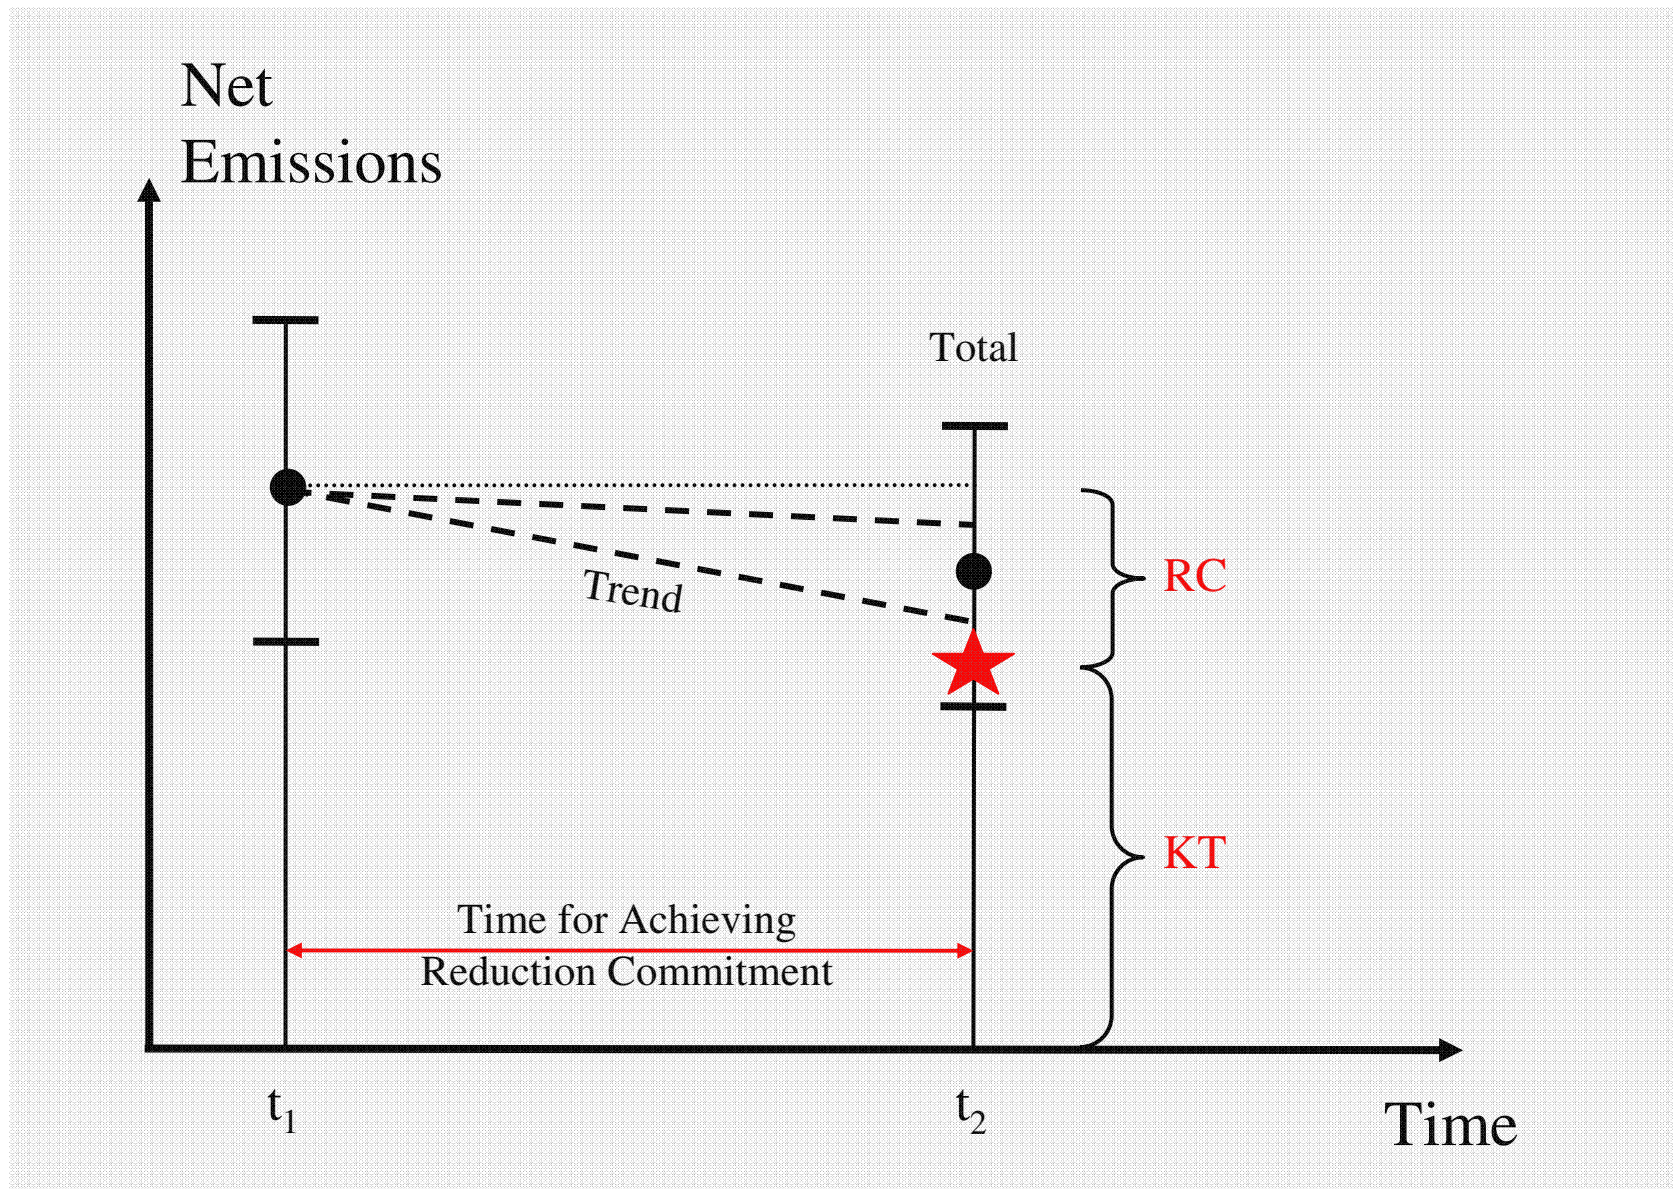 Net
Emissions
Total
Trend
RC
KT
Time for Achieving
Reduction Commitment
t₁
t₂
Time